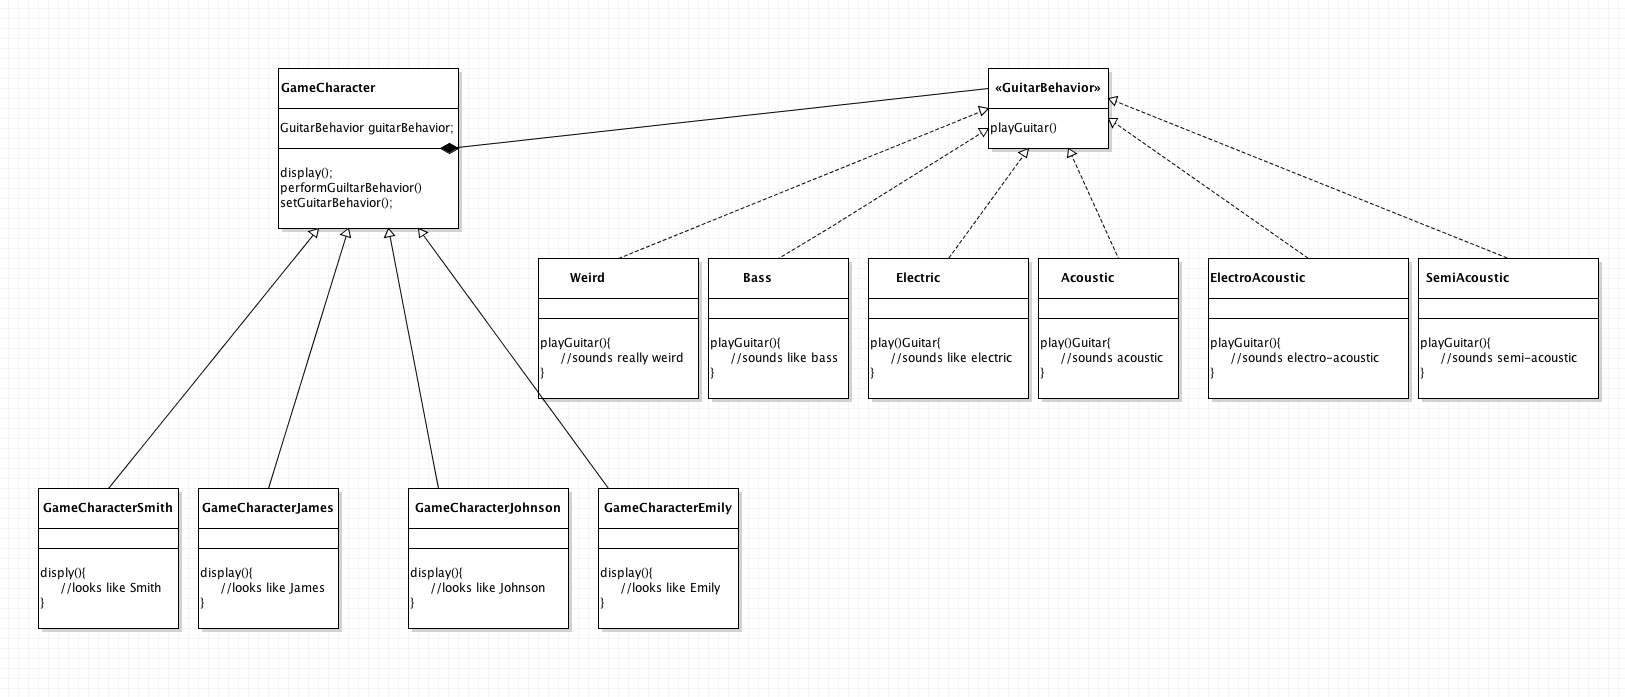 GameCharacter
GuitarBehavior guitarBehavior;
display();
performGuiltarBehavior()
setGuitarBehavior();
«GuitarBehavior»
playGuitar()
Weird
playGuitar(){
//sounds really weird
}
Bass
playGuitar(){
//sounds like bass
}
Electric
play()Guitar{
//sounds like electric
}
Acoustic
play()Guitar{
//sounds acoustic
}
ElectroAcoustic
playGuitar(){
//sounds electro-acoustic
}
SemiAcoustic
playGuitar(){
//sounds semi-acoustic
}
GameCharacterSmith
disply(){
//looks like Smith
}
GameCharacterJames
display(){
//looks like James
}
GameCharacterJohnson
display(){
//looks like Johnson
}
GameCharacterEmily
display(){
//looks like Emily
}